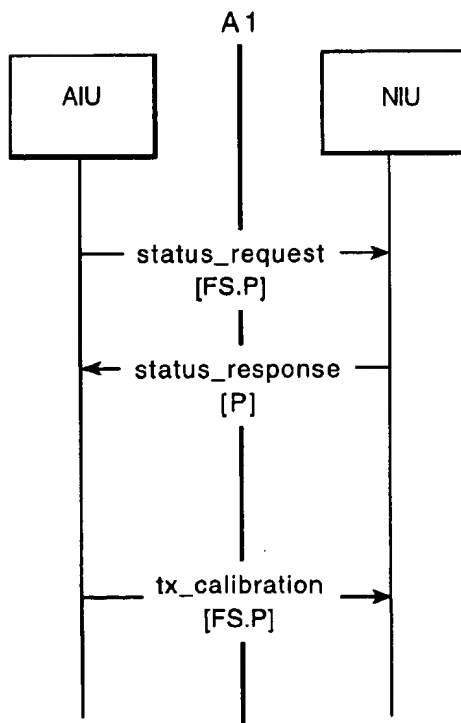 A1
AIU
NIU
status_request
[FS.P]
status_response
[P]
tx_calibration
[FS.P]